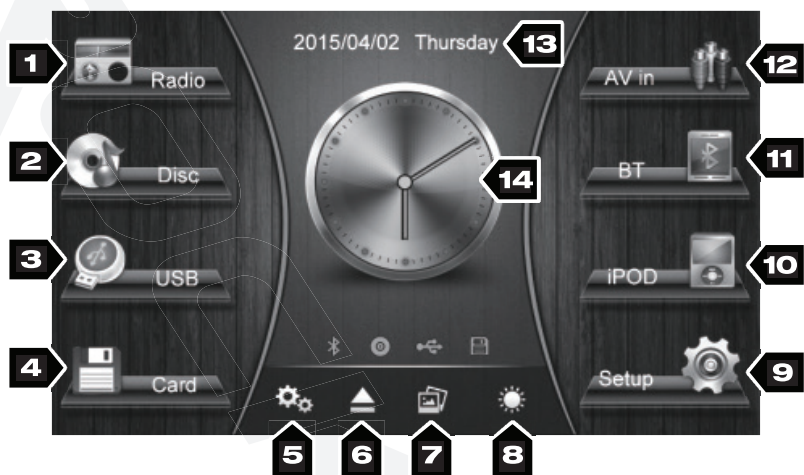 2015/04/02 Thursday 13
1 Radio
AV in 12
2 Disc
14
BT 11
3 USB
iPOD 10
4 Card
Setup 9
5 6 7 8